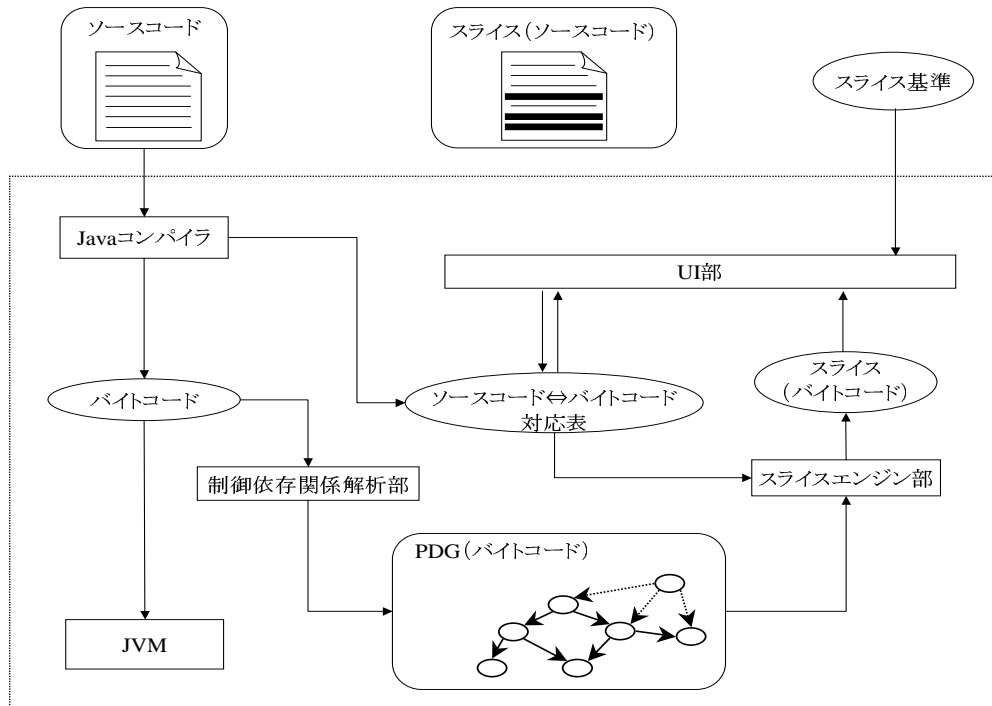 ソースコード
スライス（ソースコード）
スライス基準
Javaコンパイラ
UI部
バイトコード
ソースコード⇔バイトコード
対応表
スライス
（バイトコード）
制御依存関係解析部
スライスエンジン部
PDG（バイトコード）
JVM